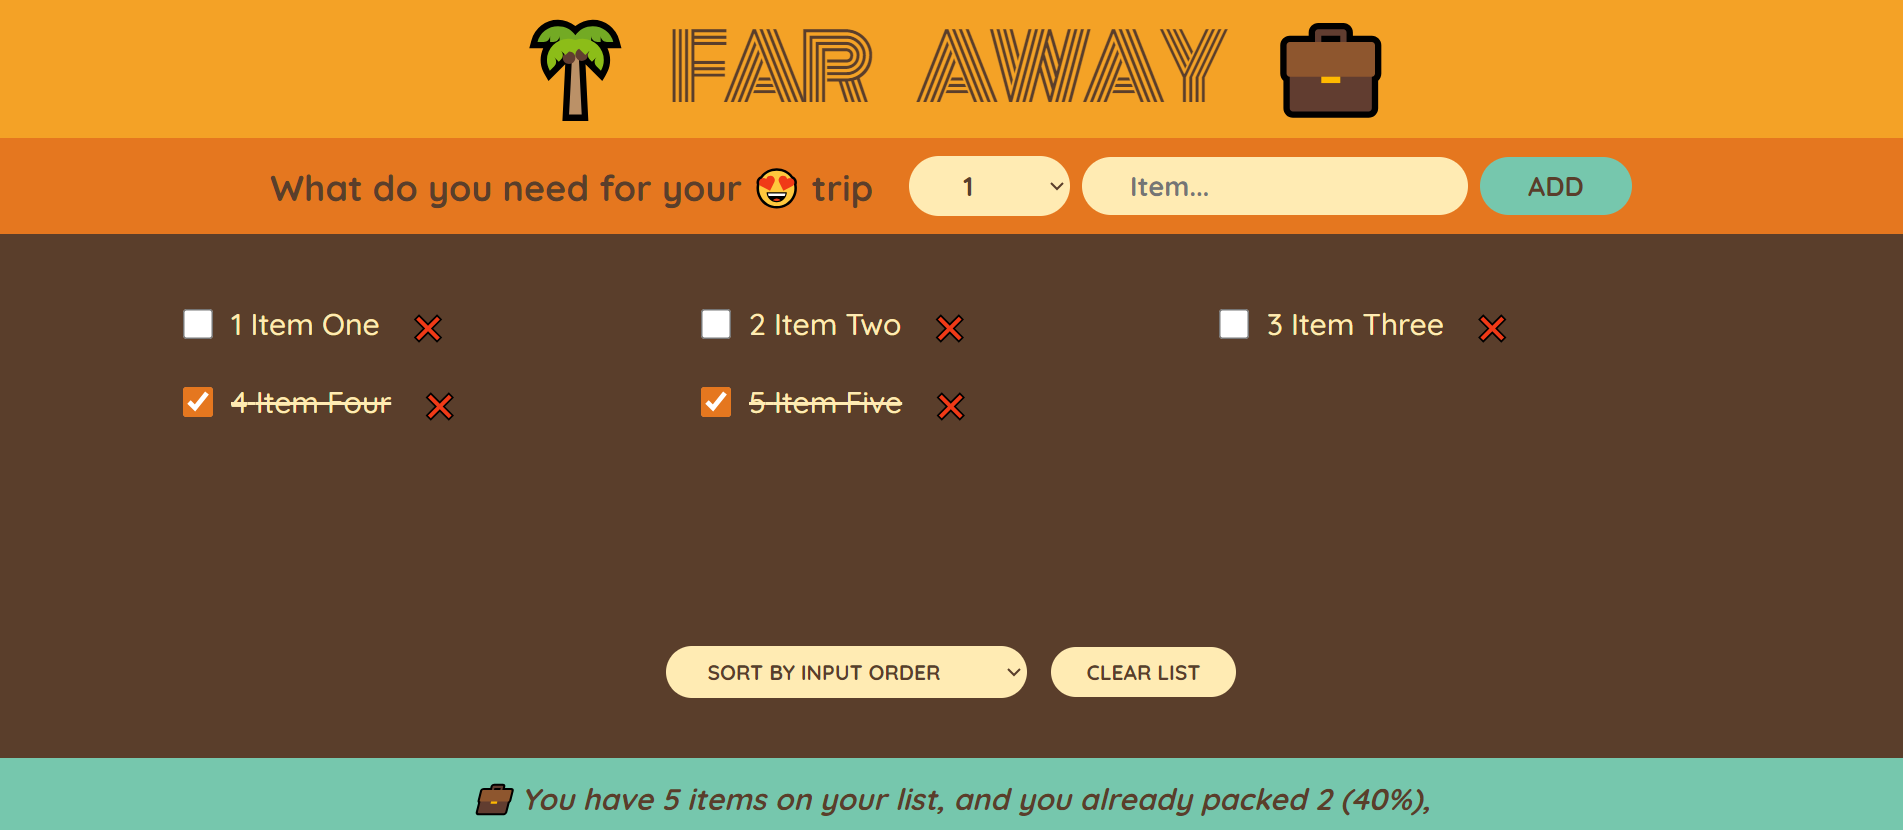 FAR AWAY
What do you need for your 😍 trip 1 Item... ADD
1 Item One ❌ 2 Item Two ❌ 3 Item Three ❌
4 Item Four ❌ 5 Item Five ❌
SORT BY INPUT ORDER CLEAR LIST
💼 You have 5 items on your list, and you already packed 2 (40%),